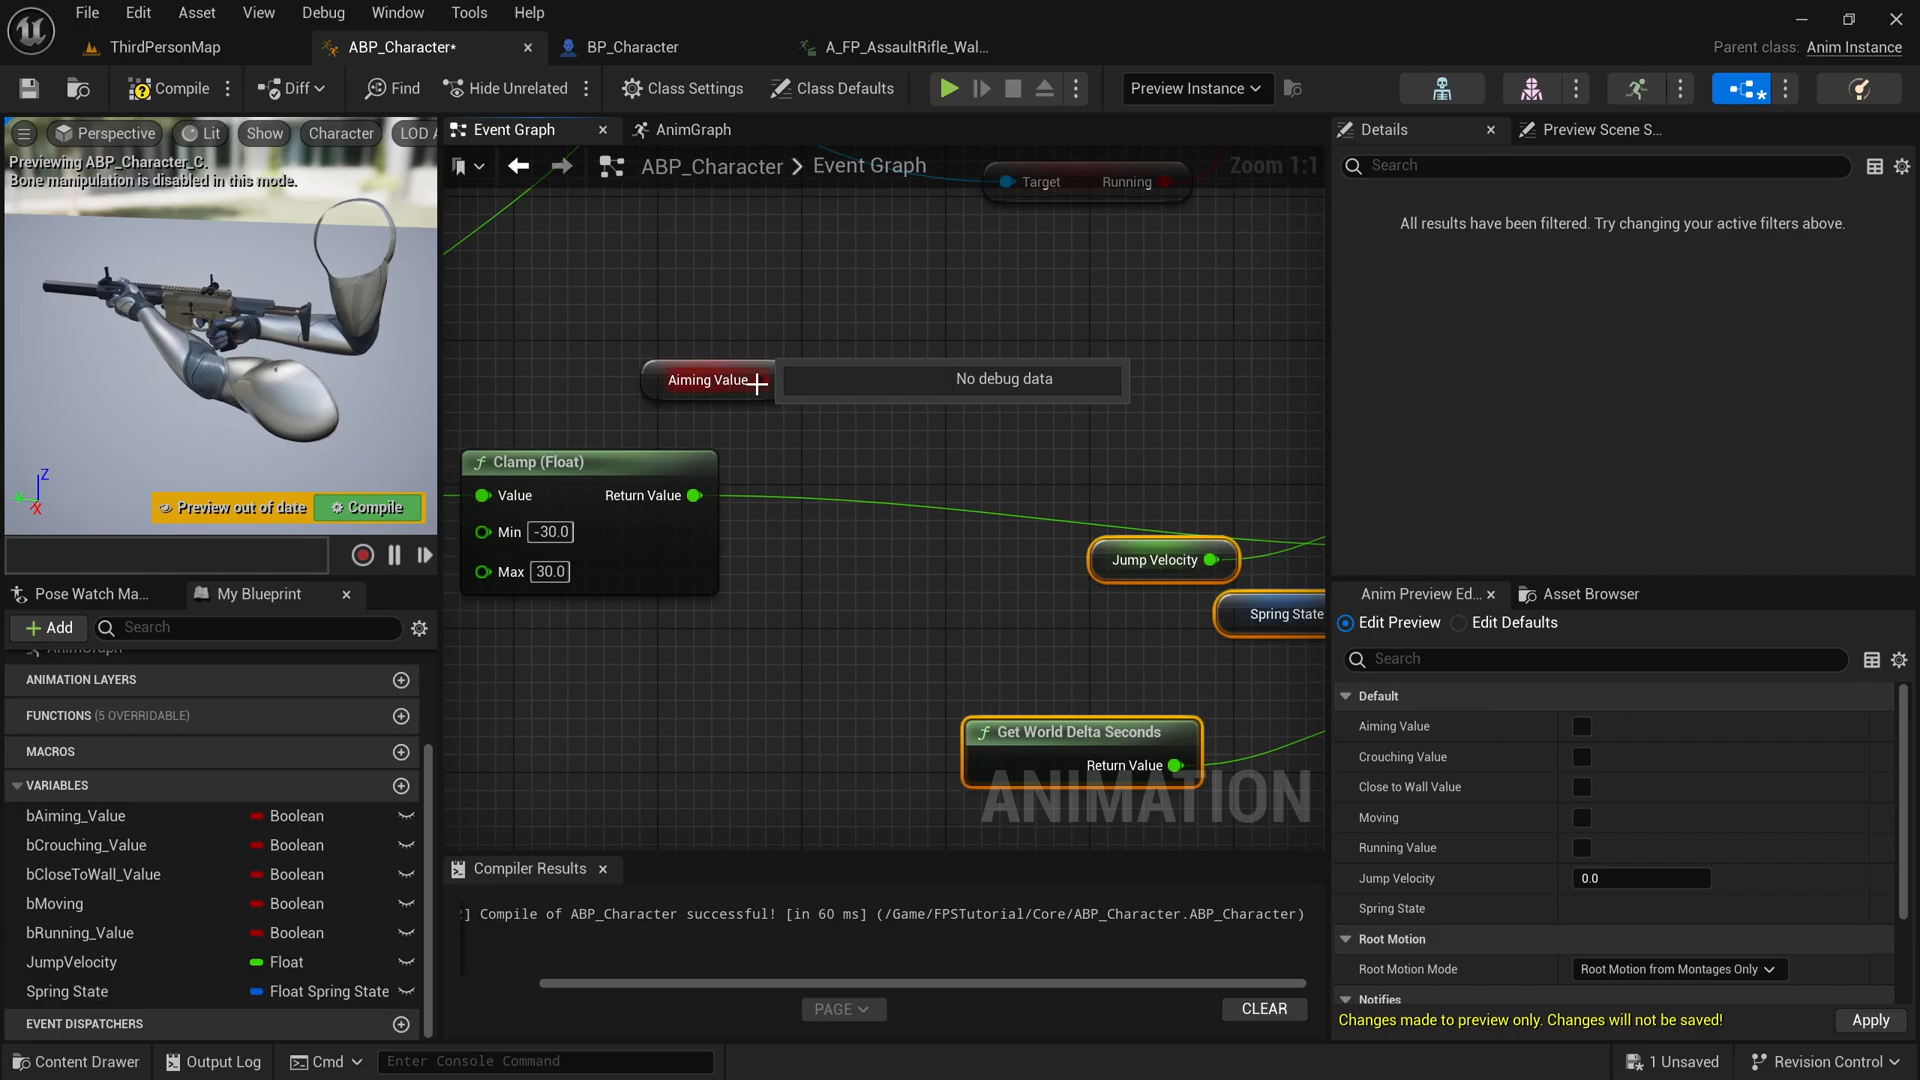 File Edit Asset View Debug Window Tools Help
ThirdPersonMap
ABP_Character*
BP_Character
A_FP_AssaultRifle_Wal...
Parent class: Anim Instance
Compile
Diff
Find
Hide Unrelated
Class Settings
Class Defaults
Preview Instance
Perspective
Lit
Show
Character
LOD A
Previewing ABP_Character_C.
Bone manipulation is disabled in this mode.
Z
X
Preview out of date
Compile
Event Graph
AnimGraph
ABP_Character > Event Graph
Zoom 1:1
Target Running
Aiming Value
No debug data
Clamp (Float)
Value Return Value
Min -30.0
Max 30.0
Jump Velocity
Spring State
Get World Delta Seconds
Return Value
ANIMATION
Compiler Results
] Compile of ABP_Character successful! [in 60 ms] (/Game/FPSTutorial/Core/ABP_Character.ABP_Character)
PAGE
CLEAR
Pose Watch Ma...
My Blueprint
Add
Search
AnimGraph
ANIMATION LAYERS
FUNCTIONS (5 OVERRIDABLE)
MACROS
VARIABLES
bAiming_Value Boolean
bCrouching_Value Boolean
bCloseToWall_Value Boolean
bMoving Boolean
bRunning_Value Boolean
JumpVelocity Float
Spring State Float Spring State
EVENT DISPATCHERS
Details
Preview Scene S...
Search
All results have been filtered. Try changing your active filters above.
Anim Preview Ed...
Asset Browser
Edit Preview
Edit Defaults
Search
Default
Aiming Value
Crouching Value
Close to Wall Value
Moving
Running Value
Jump Velocity 0.0
Spring State
Root Motion
Root Motion Mode Root Motion from Montages Only
Notifies
Changes made to preview only. Changes will not be saved!
Apply
Content Drawer
Output Log
Cmd
Enter Console Command
1 Unsaved
Revision Control